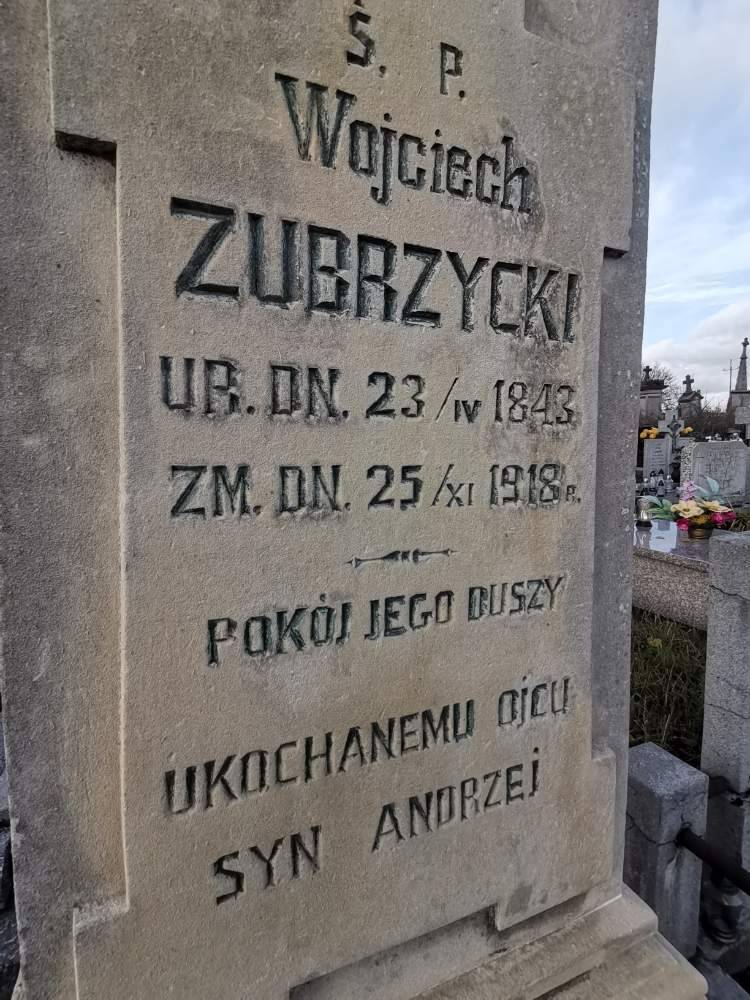 Ś. P.
Wojciech
ZUBRZYCKI
UR. DN. 23/IV 1843
ZM. DN. 25/XI 1918 R.
POKÓJ JEGO DUSZY
UKOCHANEMU OJCU
SYN ANDRZEJ